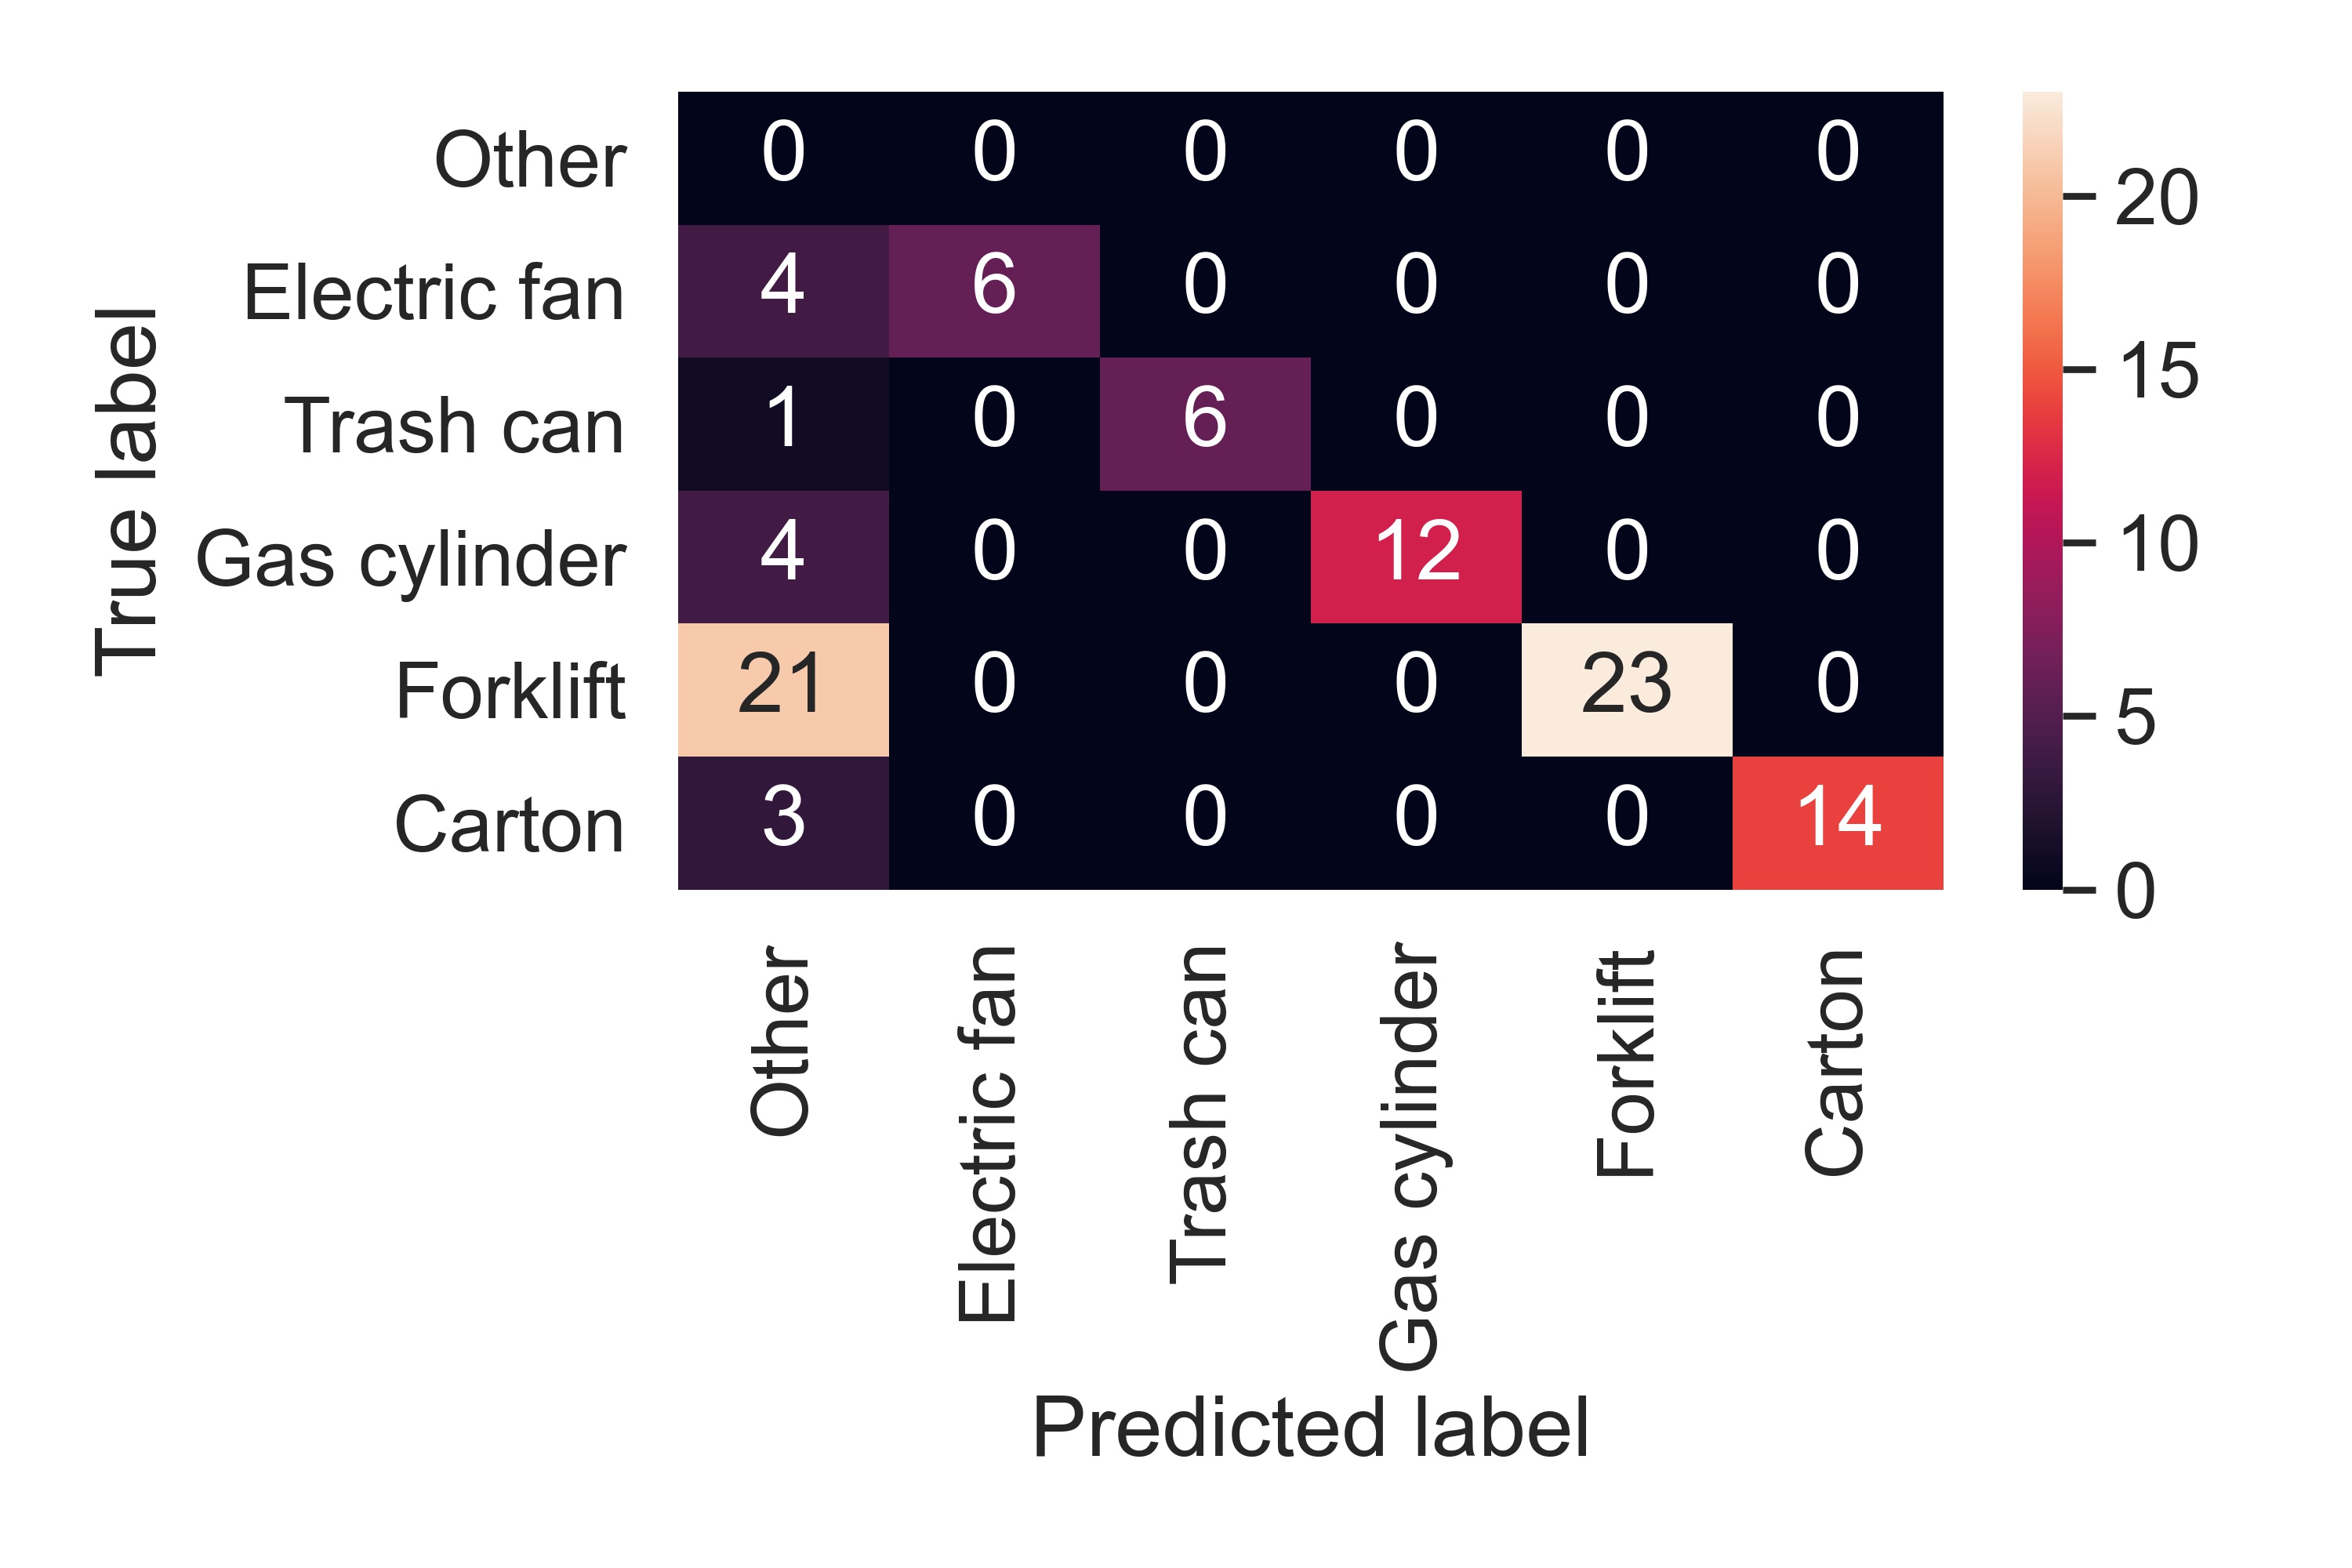 True label
Other 0 0 0 0 0 0
Electric fan 4 6 0 0 0 0
Trash can 1 0 6 0 0 0
Gas cylinder 4 0 0 12 0 0
Forklift 21 0 0 0 23 0
Carton 3 0 0 0 0 14
Other
Electric fan
Trash can
Gas cylinder
Forklift
Carton
Predicted label
20
15
10
5
0